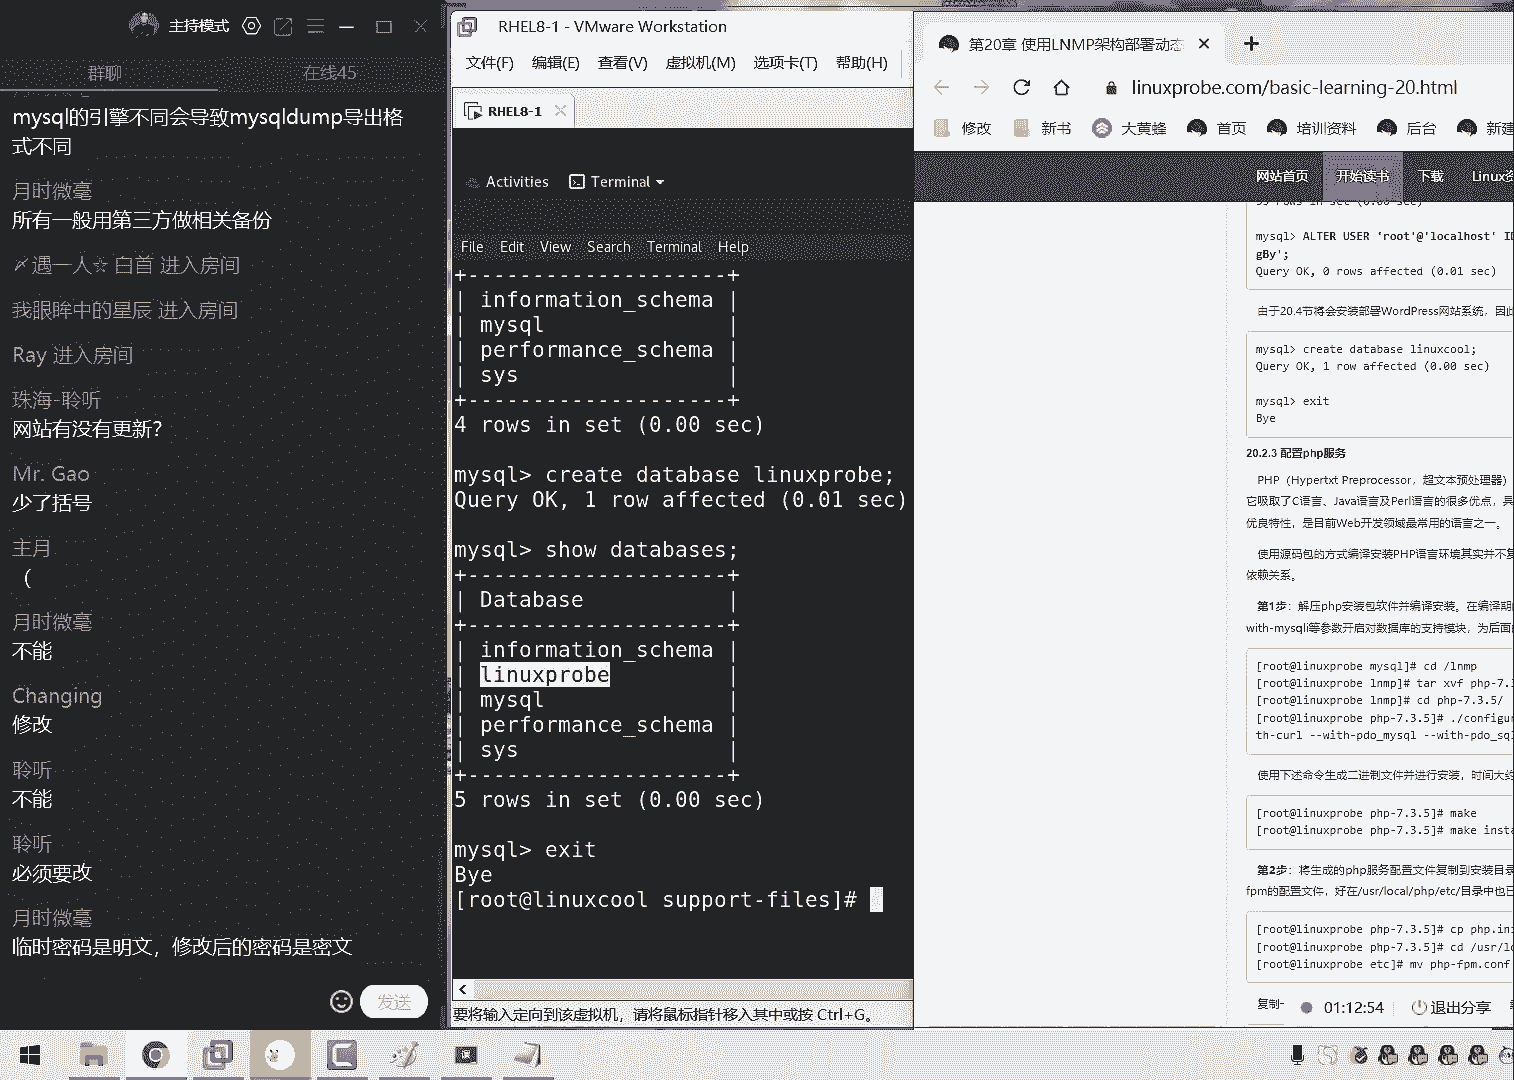 主持模式
群聊
在线45
mysql的引擎不同会导致mysqldump导出格
式不同
月时微毫
所有一般用第三方做相关备份
〆遇一人☆ 白首 进入房间
我眼眸中的星辰 进入房间
Ray 进入房间
珠海-聆听
网站有没有更新?
Mr. Gao
少了括号
主月
（
月时微毫
不能
Changing
修改
聆听
不能
聆听
必须要改
月时微毫
临时密码是明文，修改后的密码是密文
发送
RHEL8-1 - VMware Workstation
文件(F) 编辑(E) 查看(V) 虚拟机(M) 选项卡(T) 帮助(H)
RHEL8-1
Activities Terminal
File Edit View Search Terminal Help
+--------------------+
| information_schema |
| mysql |
| performance_schema |
| sys |
+--------------------+
4 rows in set (0.00 sec)
mysql> create database linuxprobe;
Query OK, 1 row affected (0.01 sec)
mysql> show databases;
+--------------------+
| Database |
+--------------------+
| information_schema |
| linuxprobe |
| mysql |
| performance_schema |
| sys |
+--------------------+
5 rows in set (0.00 sec)
mysql> exit
Bye
[root@linuxcool support-files]#
要将输入定向到该虚拟机，请将鼠标指针移入其中或按 Ctrl+G。
第20章 使用LNMP架构部署动态
linuxprobe.com/basic-learning-20.html
修改 新书 大黄蜂 首页 培训资料 后台 新建
网站首页 开始读书 下载 Linux资
mysql> ALTER USER 'root'@'localhost' ID
gBy';
Query OK, 0 rows affected (0.01 sec)
由于20.4节将会安装部署WordPress网站系统，因此
mysql> create database linuxcool;
Query OK, 1 row affected (0.00 sec)
mysql> exit
Bye
20.2.3 配置php服务
PHP（Hypertxt Preprocessor，超文本预处理器）
它吸取了C语言、Java语言及Perl语言的很多优点，具
优良特性，是目前Web开发领域最常用的语言之一。
使用源码包的方式编译安装PHP语言环境其实并不复
依赖关系。
第1步：解压php安装包软件并编译安装。在编译期间
with-mysqli等参数开启对数据库的支持模块，为后面的
[root@linuxprobe mysql]# cd /lnmp
[root@linuxprobe lnmp]# tar xvf php-7.3
[root@linuxprobe lnmp]# cd php-7.3.5/
[root@linuxprobe php-7.3.5]# ./configur
th-curl --with-pdo_mysql --with-pdo_sql
使用下述命令生成二进制文件并进行安装，时间大约
[root@linuxprobe php-7.3.5]# make
[root@linuxprobe php-7.3.5]# make insta
第2步：将生成的php服务配置文件复制到安装目录
fpm的配置文件，好在/usr/local/php/etc/目录中也已
[root@linuxprobe php-7.3.5]# cp php.ini
[root@linuxprobe php-7.3.5]# cd /usr/lo
[root@linuxprobe etc]# mv php-fpm.conf
复制
01:12:54
退出分享